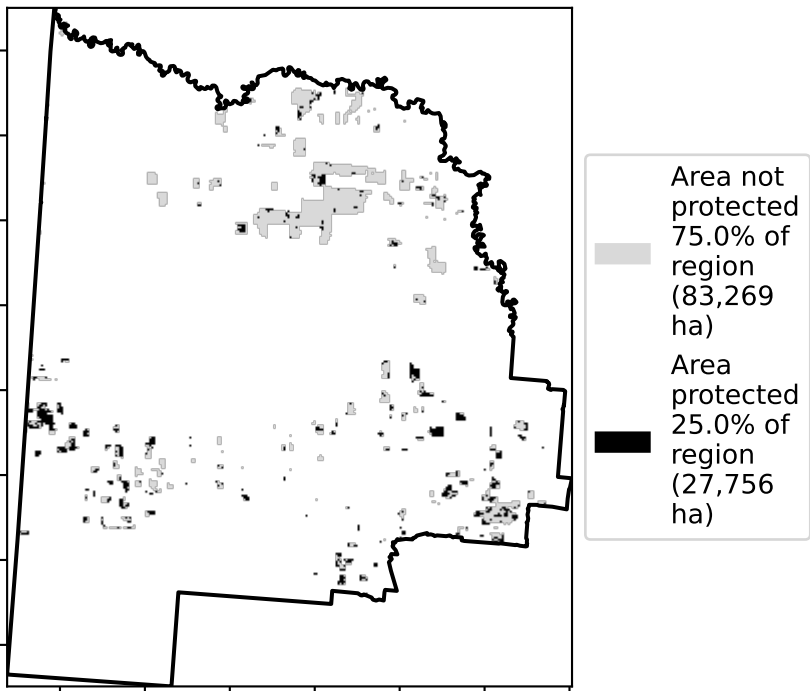 Area not
protected
75.0% of
region
(83,269
ha)
Area
protected
25.0% of
region
(27,756
ha)